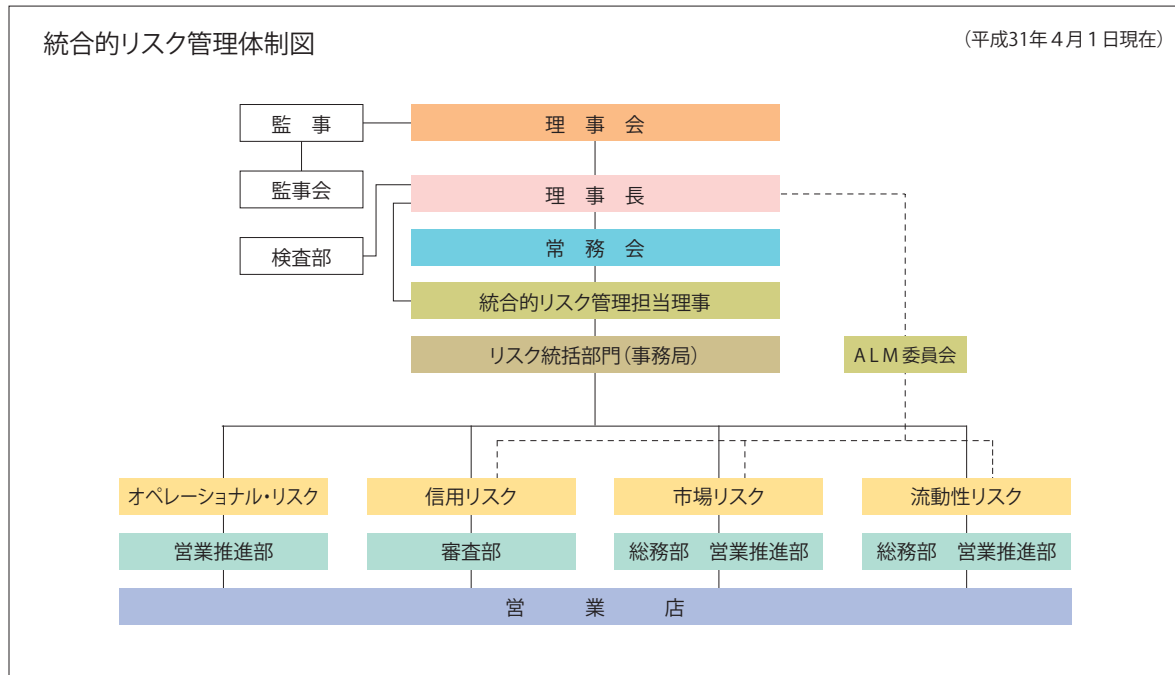 統合的リスク管理体制図
（平成31年４月１日現在）
監　事
理　事　会
監事会
理　事　長
検査部
常　務　会
統合的リスク管理担当理事
リスク統括部門（事務局）
ＡＬＭ委員会
オペレーショナル・リスク
信用リスク
市場リスク
流動性リスク
営業推進部
審査部
総務部　営業推進部
総務部　営業推進部
営　業　店